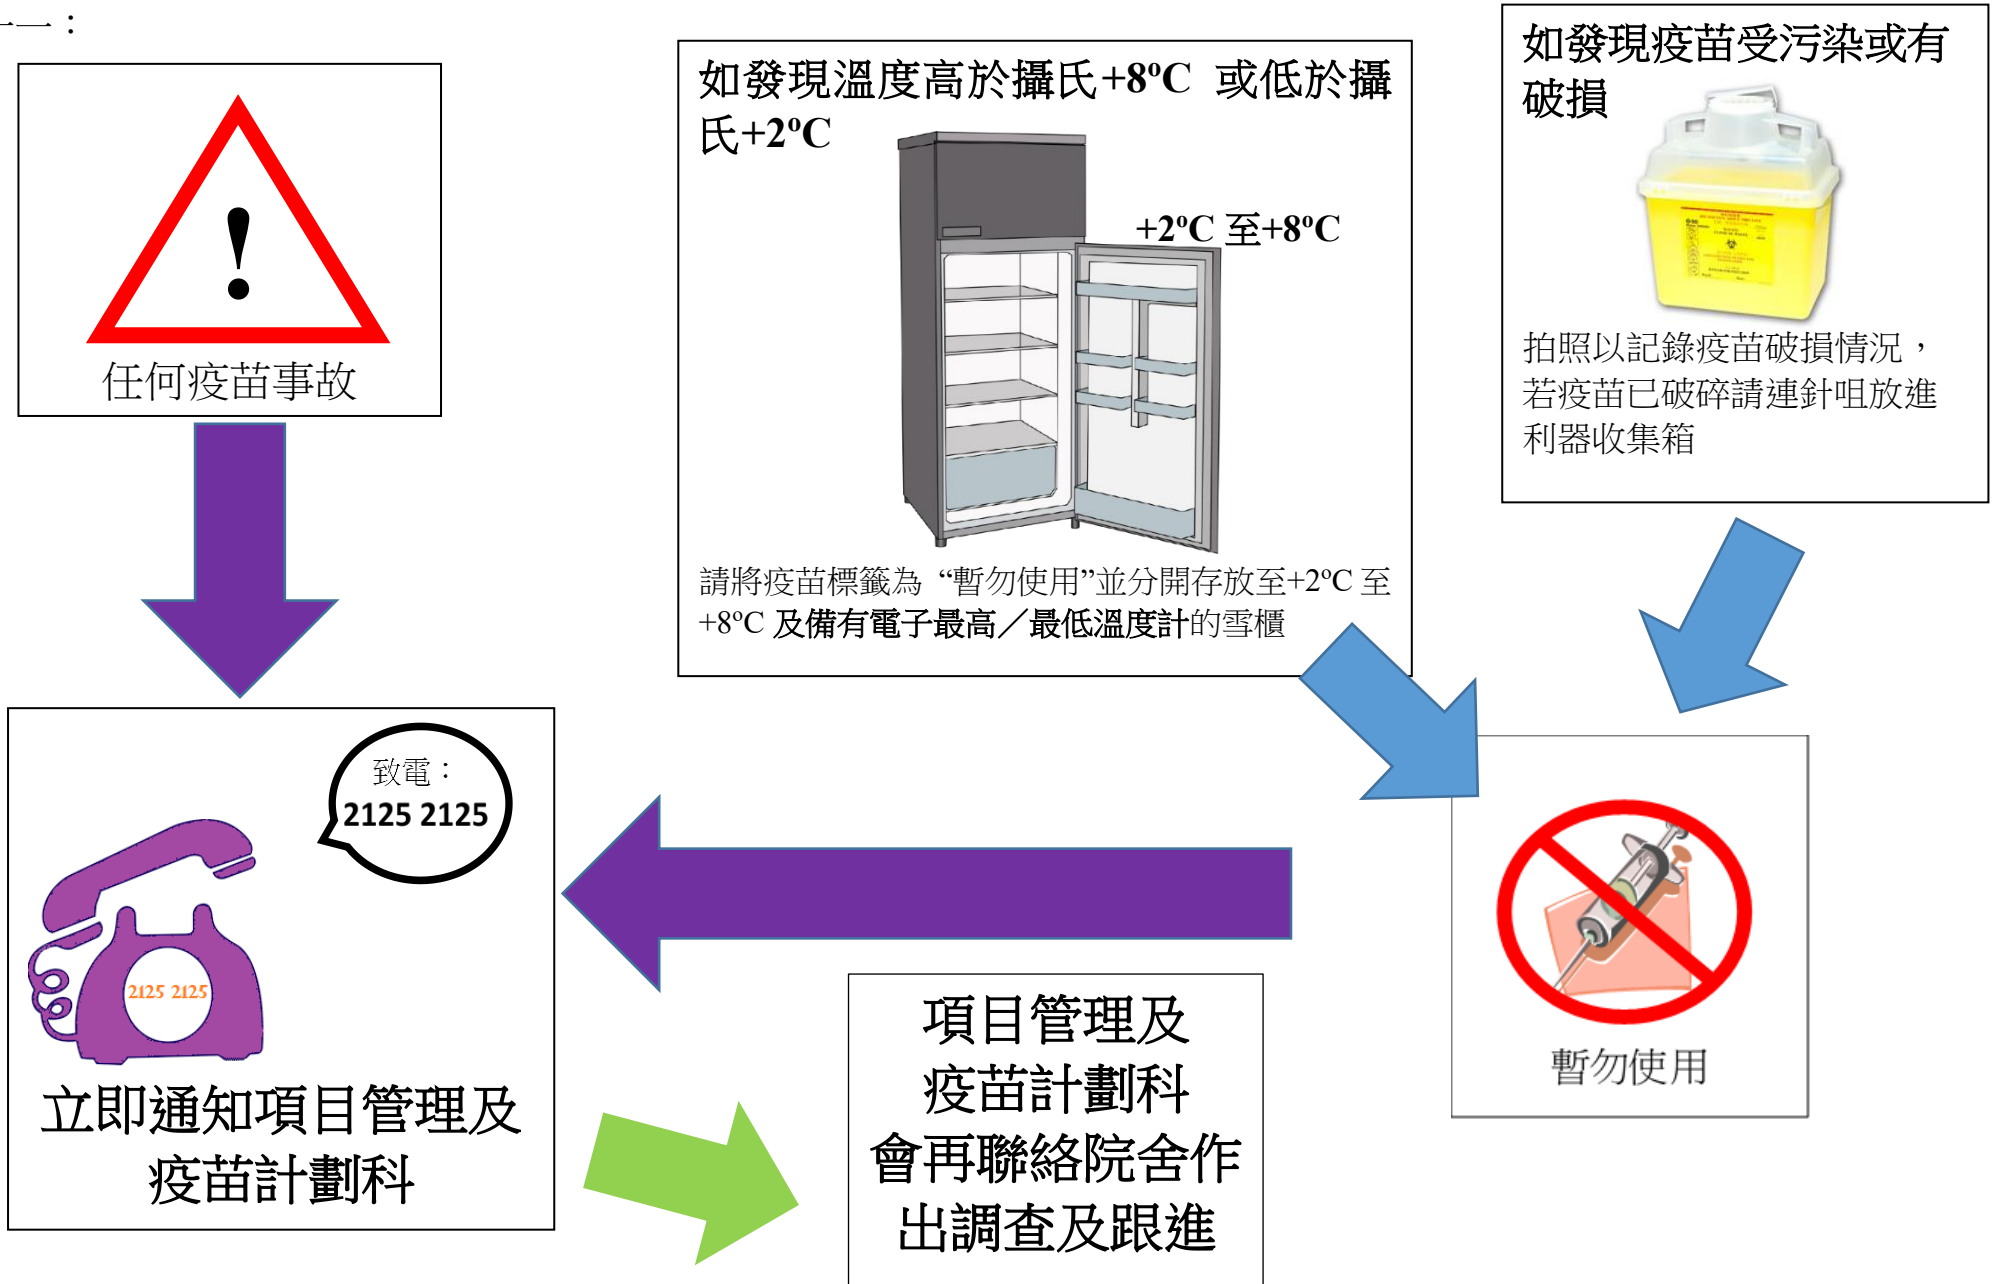 十一：
任何疫苗事故
如發現溫度高於攝氏+8ºC 或低於攝
氏+2ºC
+2ºC 至+8ºC
請將疫苗標籤為 “暫勿使用”並分開存放至+2ºC 至
+8ºC 及備有電子最高／最低溫度計的雪櫃
如發現疫苗受污染或有
破損
拍照以記錄疫苗破損情況，
若疫苗已破碎請連針咀放進
利器收集箱
致電：
2125 2125
2125 2125
立即通知項目管理及
疫苗計劃科
暫勿使用
項目管理及
疫苗計劃科
會再聯絡院舍作
出調查及跟進